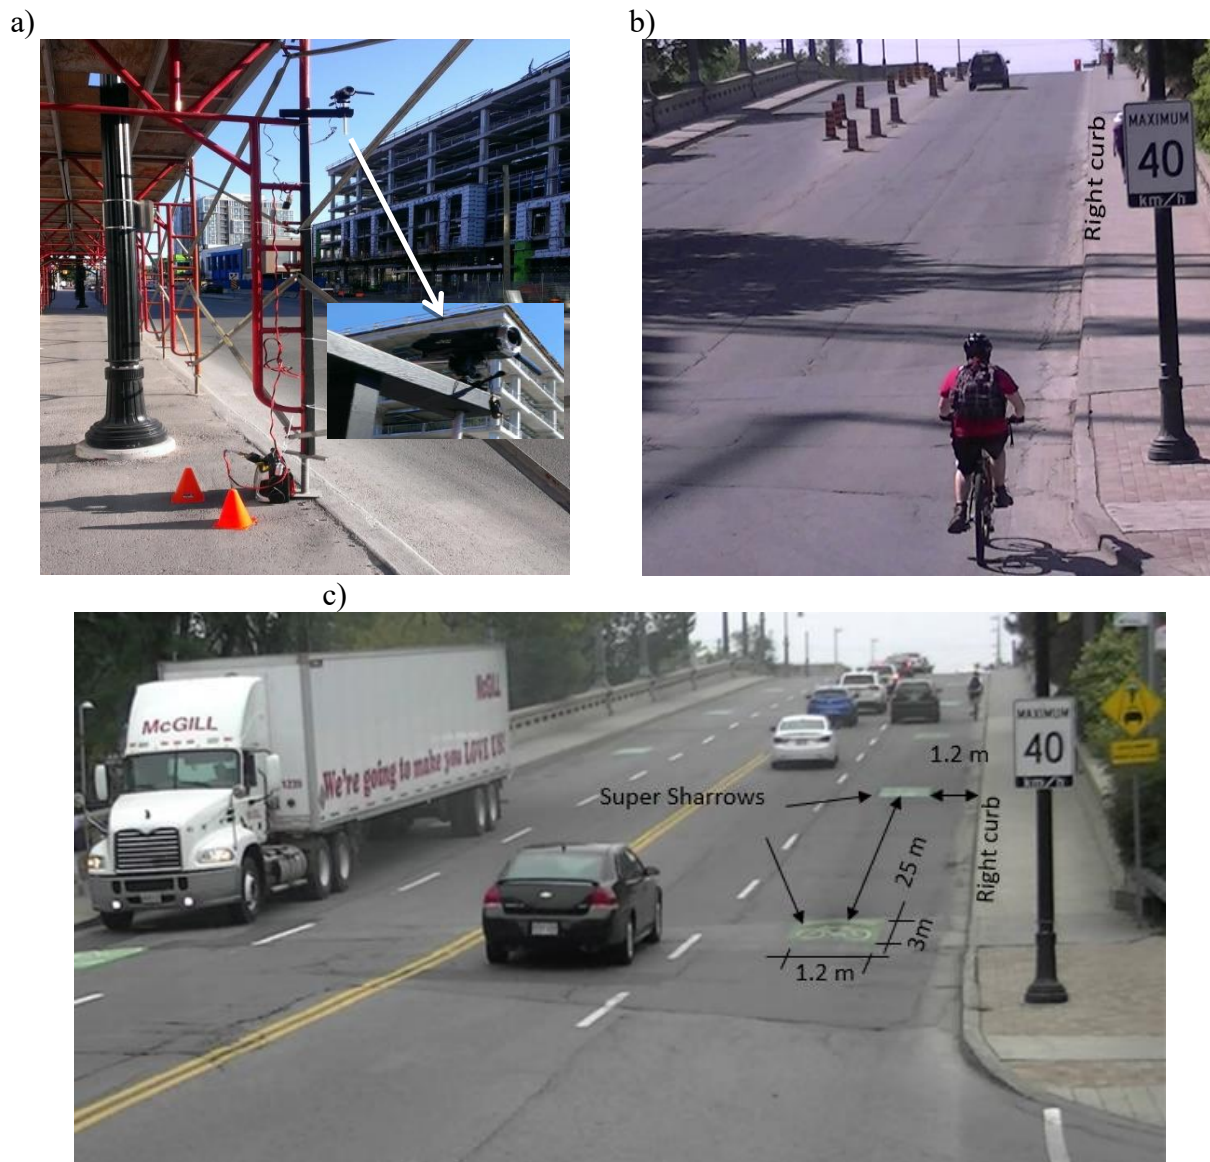 a)
b)
MAXIMUM
40
km/h
Right curb
c)
McGILL
McGILL
We're going to make you LOVE US!
1.2 m
Super Sharrows
25 m
3m
1.2 m
Right curb
MAXIMUM
40
km/h